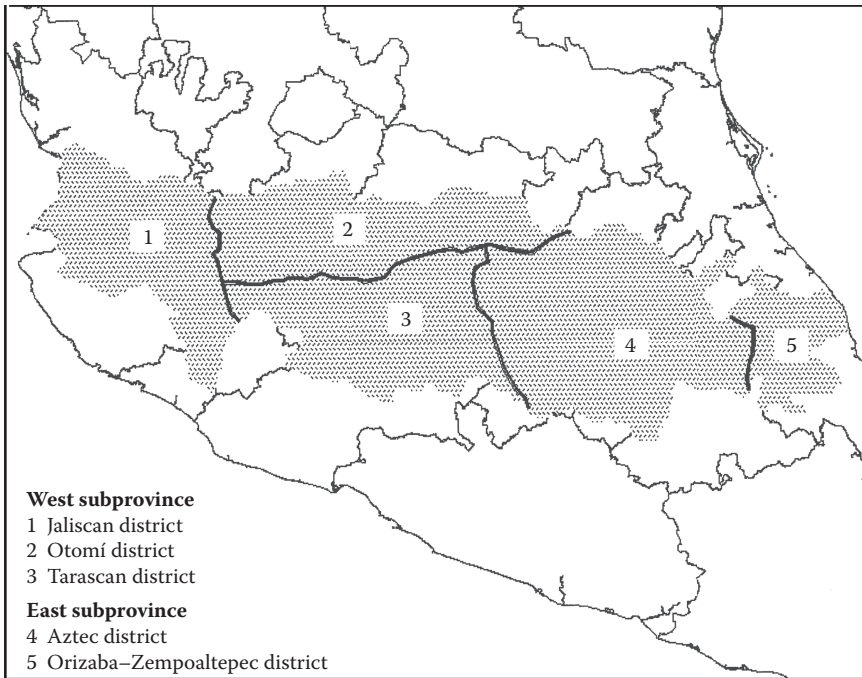 1
2
3
4
5
West subprovince
1 Jaliscan district
2 Otomí district
3 Tarascan district
East subprovince
4 Aztec district
5 Orizaba–Zempoaltepec district